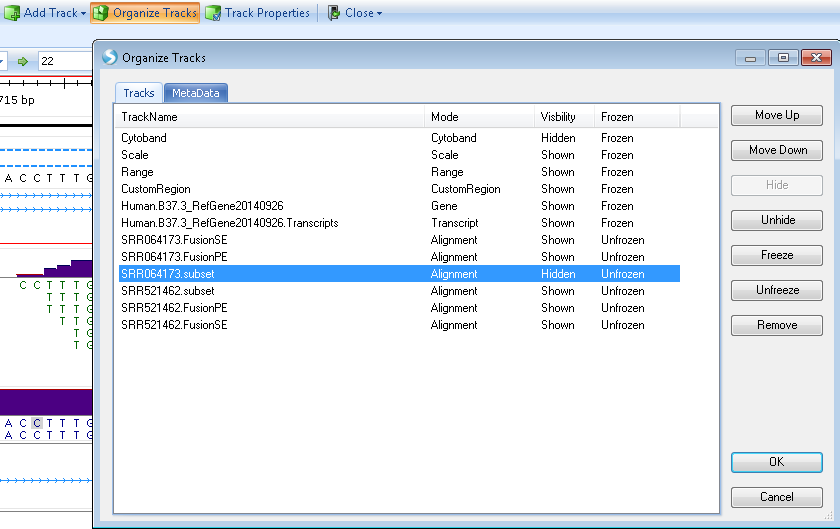 Add Track Organize Tracks Track Properties Close
22
Organize Tracks
715 bp
Tracks MetaData
TrackName Mode Visbility Frozen
Cytoband Cytoband Hidden Frozen
Scale Scale Shown Frozen
Range Range Shown Frozen
CustomRegion CustomRegion Shown Frozen
Human.B37.3_RefGene20140926 Gene Shown Frozen
Human.B37.3_RefGene20140926.Transcripts Transcript Shown Frozen
SRR064173.FusionSE Alignment Shown Unfrozen
SRR064173.FusionPE Alignment Shown Unfrozen
SRR064173.subset Alignment Hidden Unfrozen
SRR521462.subset Alignment Shown Unfrozen
SRR521462.FusionPE Alignment Shown Unfrozen
SRR521462.FusionSE Alignment Shown Unfrozen
Move Up
Move Down
Hide
Unhide
Freeze
Unfreeze
Remove
OK
Cancel
A C C T T T G
C C T T T G
T T T G
T T T G
T T G
T G
T G
A C C T T T G
A C C T T T G